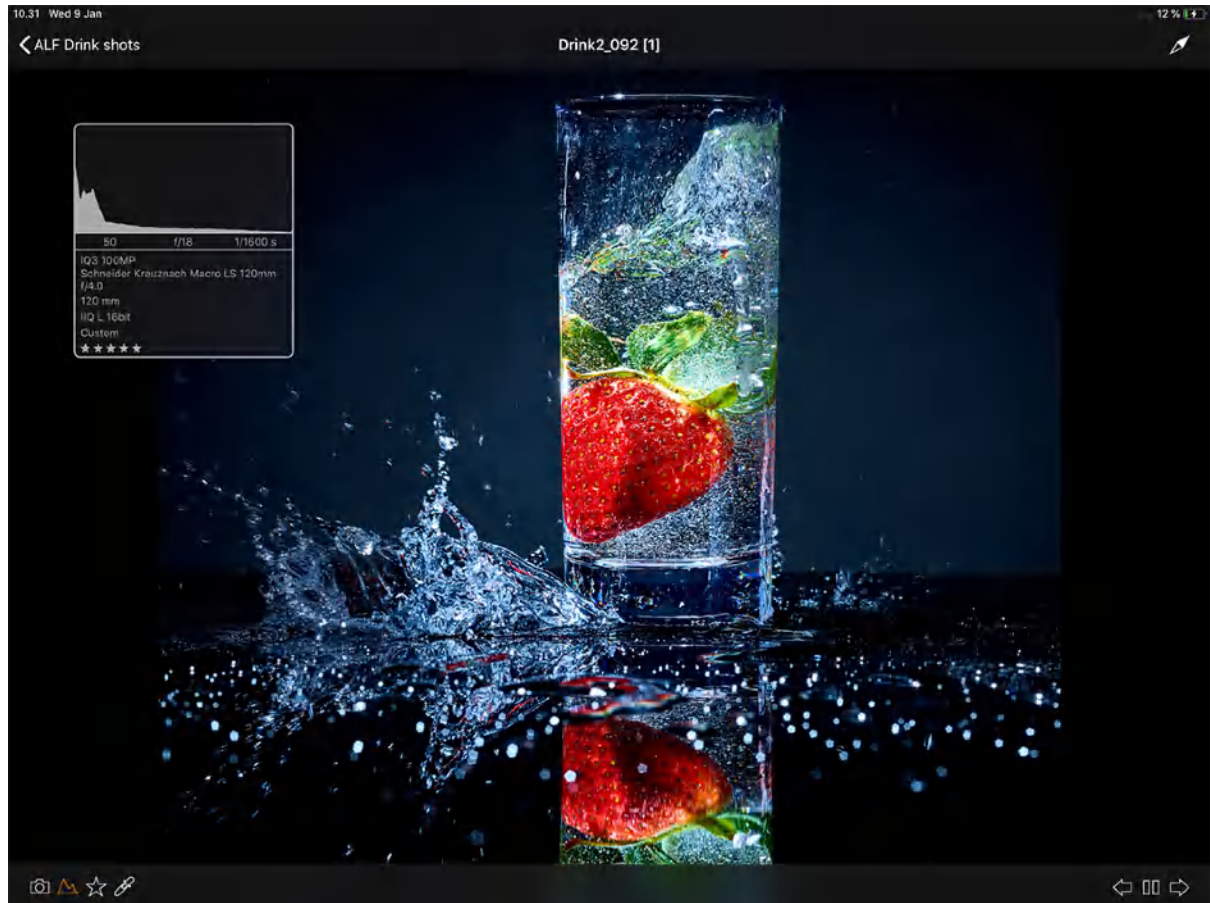 10.31 Wed 9 Jan
12 %
ALF Drink shots
Drink2_092 [1]
50 f/18 1/1600 s
IQ3 100MP
Schneider Kreuznach Macro LS 120mm
f/4.0
120 mm
IIQ L 16bit
Custom